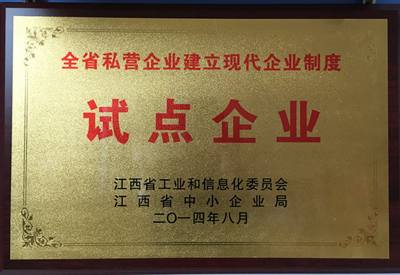 全省私营企业建立现代企业制度
试点企业
江西省工业和信息化委员会
江西省中小企业局
二〇一四年八月